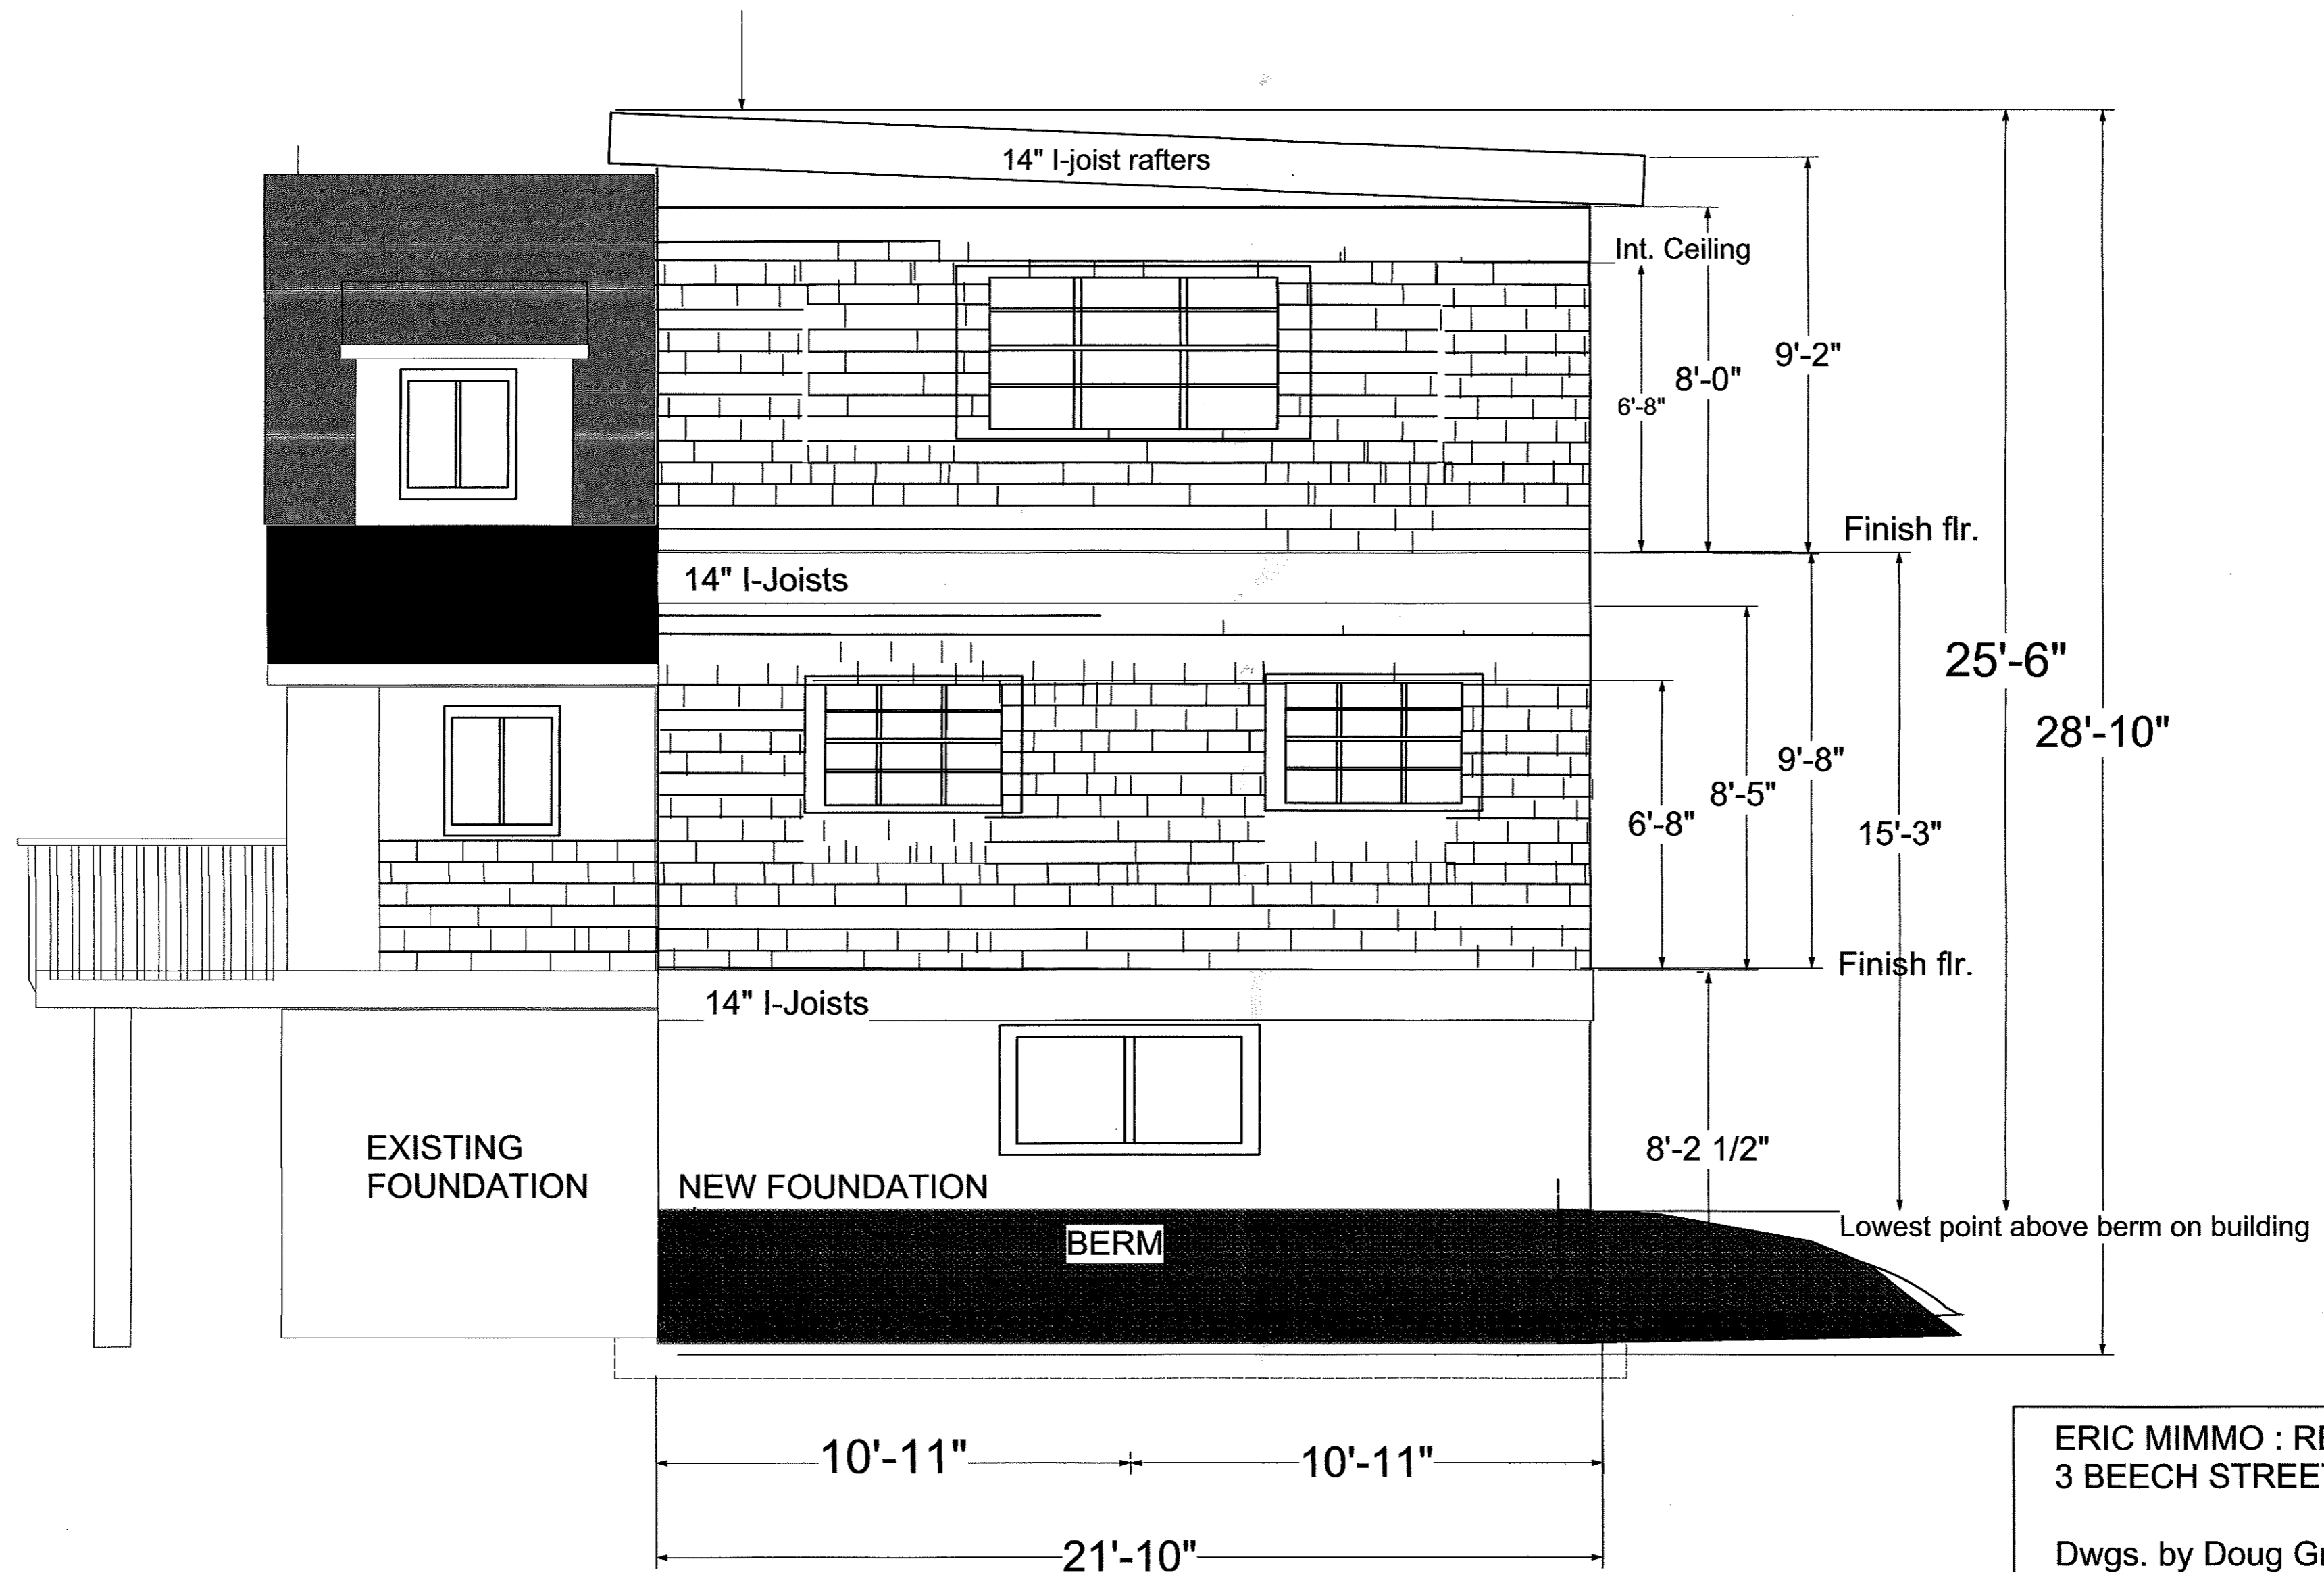 14" I-joist rafters
Int. Ceiling
9'-2"
8'-0"
6'-8"
Finish flr.
14" I-Joists
25'-6"
28'-10"
9'-8"
8'-5"
6'-8"
15'-3"
Finish flr.
14" I-Joists
EXISTING
FOUNDATION
8'-2 1/2"
NEW FOUNDATION
Lowest point above berm on building
BERM
10'-11"
10'-11"
21'-10"
ERIC MIMMO : RE
3 BEECH STREET
Dwgs. by Doug Gr